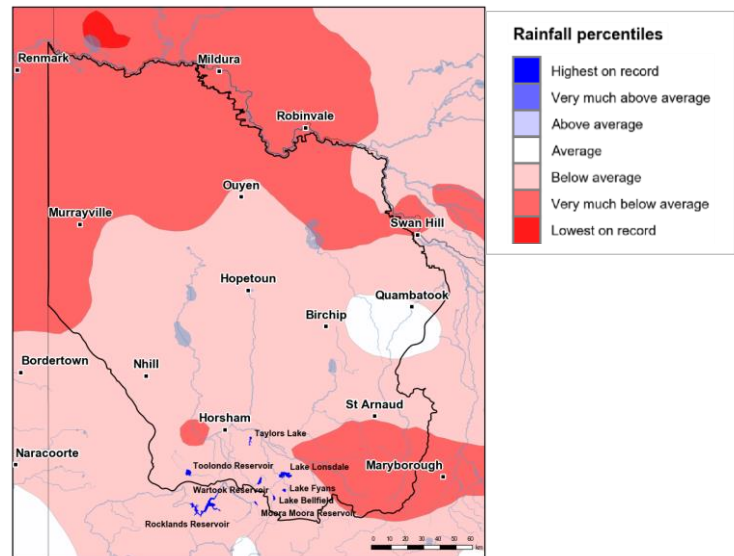 Renmark
Mildura
Robinvale
Ouyen
Murrayville
Swan Hill
Hopetoun
Quambatook
Birchip
Bordertown
Nhill
St Arnaud
Horsham
Taylors Lake
Naracoorte
Toolondo Reservoir
Lake Lonsdale
Maryborough
Wartook Reservoir
Lake Fyans
Lake Bellfield
Moora Moora Reservoir
Rocklands Reservoir
0 10 20 30 40 50 60
km
Rainfall percentiles
Highest on record
Very much above average
Above average
Average
Below average
Very much below average
Lowest on record